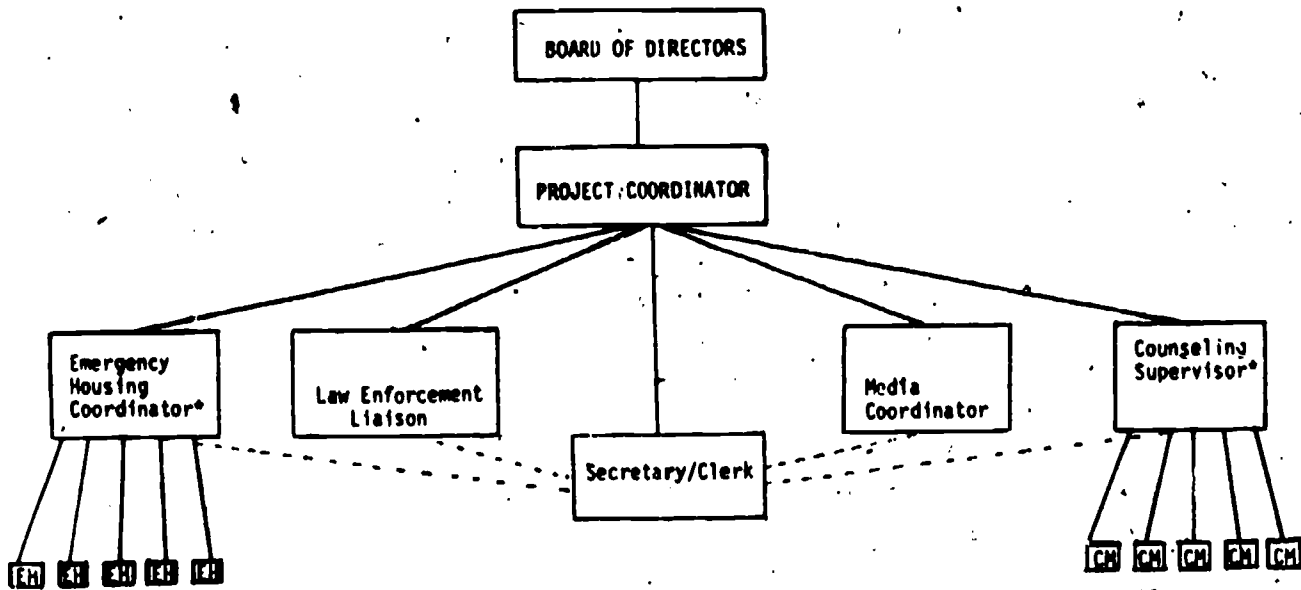 BOARD OF DIRECTORS
PROJECT COORDINATOR
Emergency
Housing
Coordinator*
Law Enforcement
Liaison
Secretary/Clerk
Media
Coordinator
Counseling
Supervisor*
EH EH EH EH EH
CM CM CM CM CM